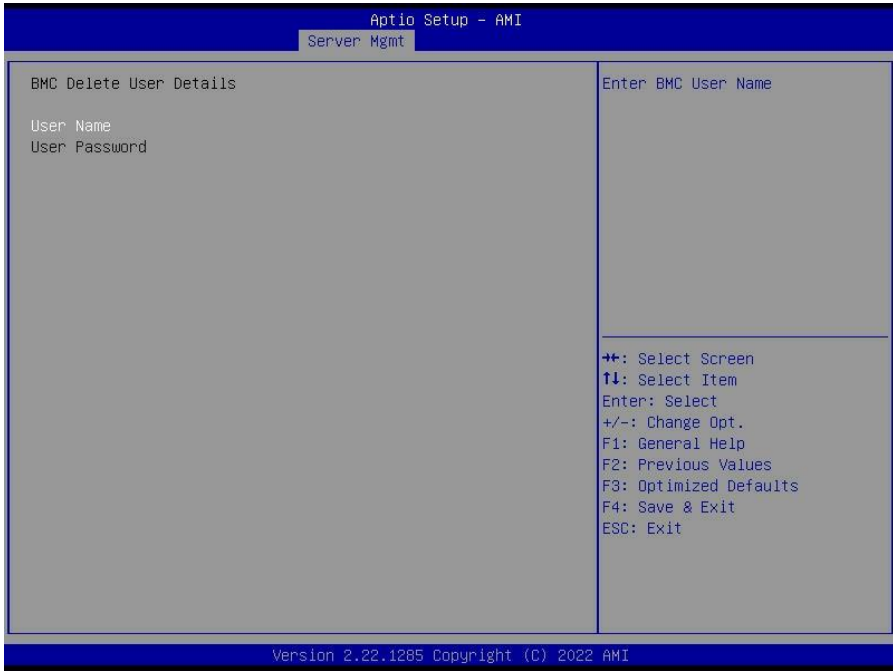 Aptio Setup - AMI
Server Mgmt
BMC Delete User Details
User Name
User Password
Enter BMC User Name
→←: Select Screen
↑↓: Select Item
Enter: Select
+/-: Change Opt.
F1: General Help
F2: Previous Values
F3: Optimized Defaults
F4: Save & Exit
ESC: Exit
Version 2.22.1285 Copyright (C) 2022 AMI